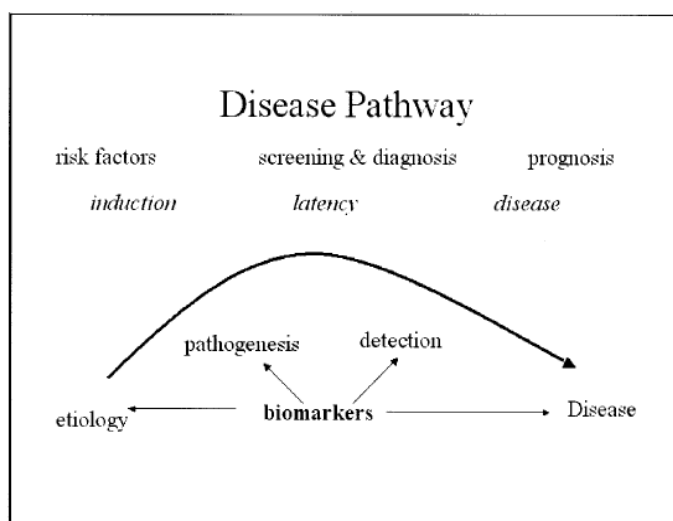 Disease Pathway
risk factors screening & diagnosis prognosis
induction latency disease
pathogenesis detection
etiology biomarkers Disease